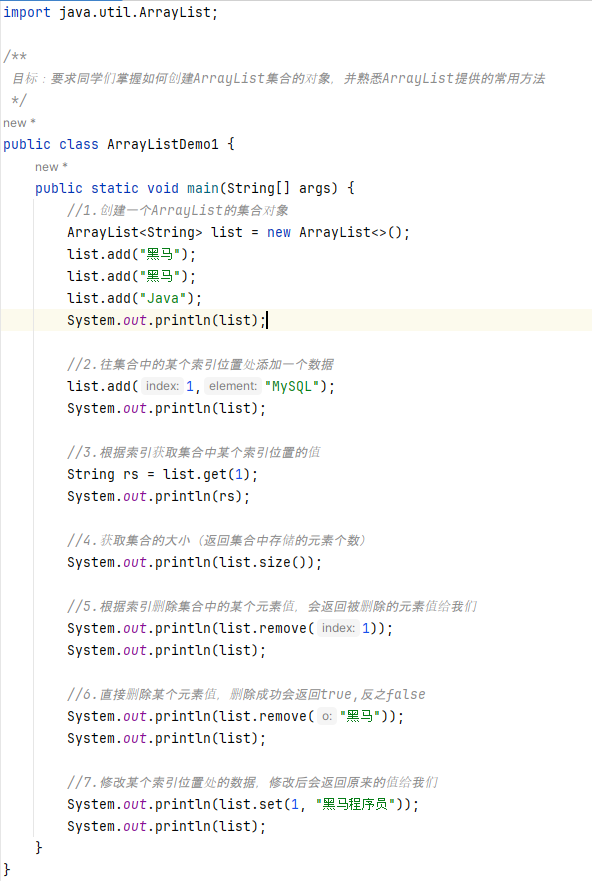 import java.util.ArrayList;
/**
目标：要求同学们掌握如何创建ArrayList集合的对象，并熟悉ArrayList提供的常用方法
*/
new *
public class ArrayListDemo1 {
new *
public static void main(String[] args) {
//1.创建一个ArrayList的集合对象
ArrayList<String> list = new ArrayList<>();
list.add("黑马");
list.add("黑马");
list.add("Java");
System.out.println(list);
//2.往集合中的某个索引位置处添加一个数据
list.add( index: 1, element: "MySQL");
System.out.println(list);
//3.根据索引获取集合中某个索引位置的值
String rs = list.get(1);
System.out.println(rs);
//4.获取集合的大小（返回集合中存储的元素个数）
System.out.println(list.size());
//5.根据索引删除集合中的某个元素值，会返回被删除的元素值给我们
System.out.println(list.remove( index: 1));
System.out.println(list);
//6.直接删除某个元素值，删除成功会返回true,反之false
System.out.println(list.remove( o: "黑马"));
System.out.println(list);
//7.修改某个索引位置处的数据，修改后会返回原来的值给我们
System.out.println(list.set(1, "黑马程序员"));
System.out.println(list);
}
}